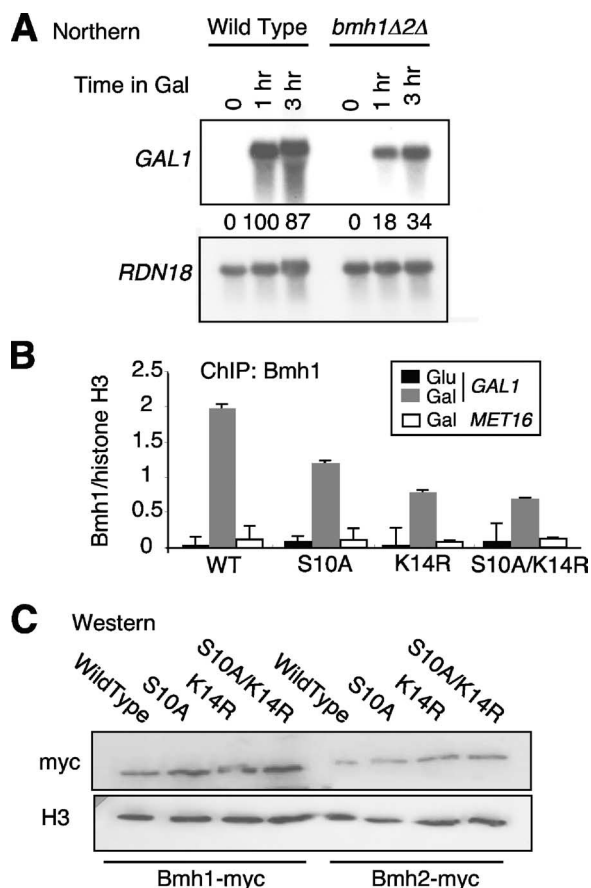 A Northern
Wild Type bmh1Δ2Δ
Time in Gal 0 1 hr 3 hr 0 1 hr 3 hr
GAL1
0 100 87 0 18 34
RDN18
B
ChIP: Bmh1
Bmh1/histone H3
2.5
2
1.5
1
0.5
0
Glu
Gal GAL1
Gal MET16
WT S10A K14R S10A/K14R
C Western
WildType S10A K14R S10A/K14R WildType S10A K14R S10A/K14R
myc
H3
Bmh1-myc Bmh2-myc